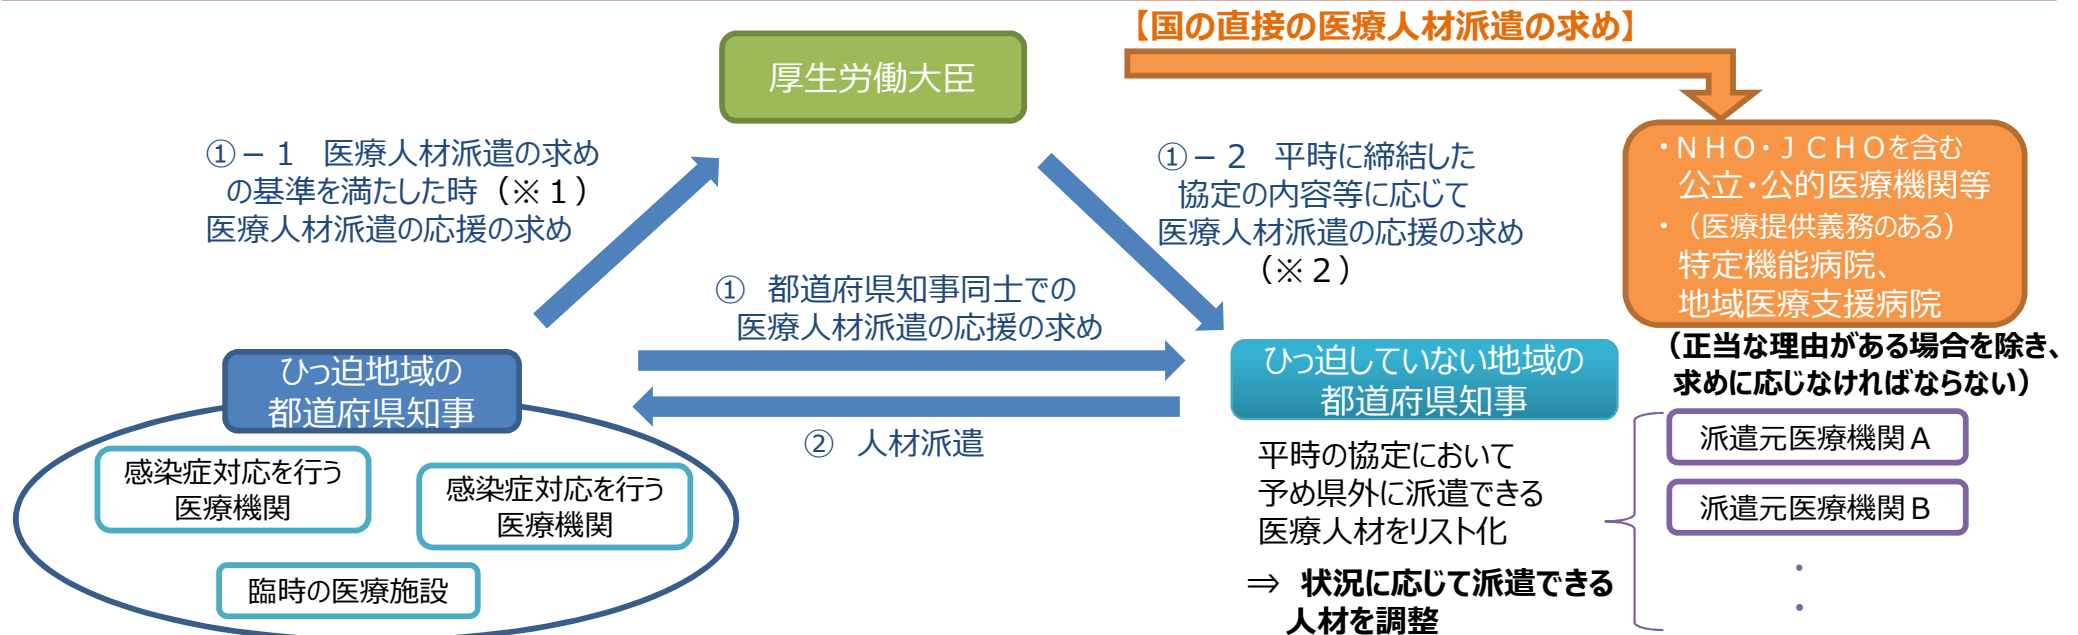 【国の直接の医療人材派遣の求め】
厚生労働大臣
①－１　医療人材派遣の求め
の基準を満たした時（※１）
医療人材派遣の応援の求め
①－２　平時に締結した
協定の内容等に応じて
医療人材派遣の応援の求め
（※２）
・ＮＨＯ・ＪＣＨＯを含む
公立・公的医療機関等
・（医療提供義務のある）
特定機能病院、
地域医療支援病院
（正当な理由がある場合を除き、
求めに応じなければならない）
①　都道府県知事同士での
医療人材派遣の応援の求め
ひっ迫地域の
都道府県知事
ひっ迫していない地域の
都道府県知事
②　人材派遣
感染症対応を行う
医療機関
感染症対応を行う
医療機関
臨時の医療施設
平時の協定において
予め県外に派遣できる
医療人材をリスト化
⇒　状況に応じて派遣できる
人材を調整
派遣元医療機関Ａ
派遣元医療機関Ｂ
・
・